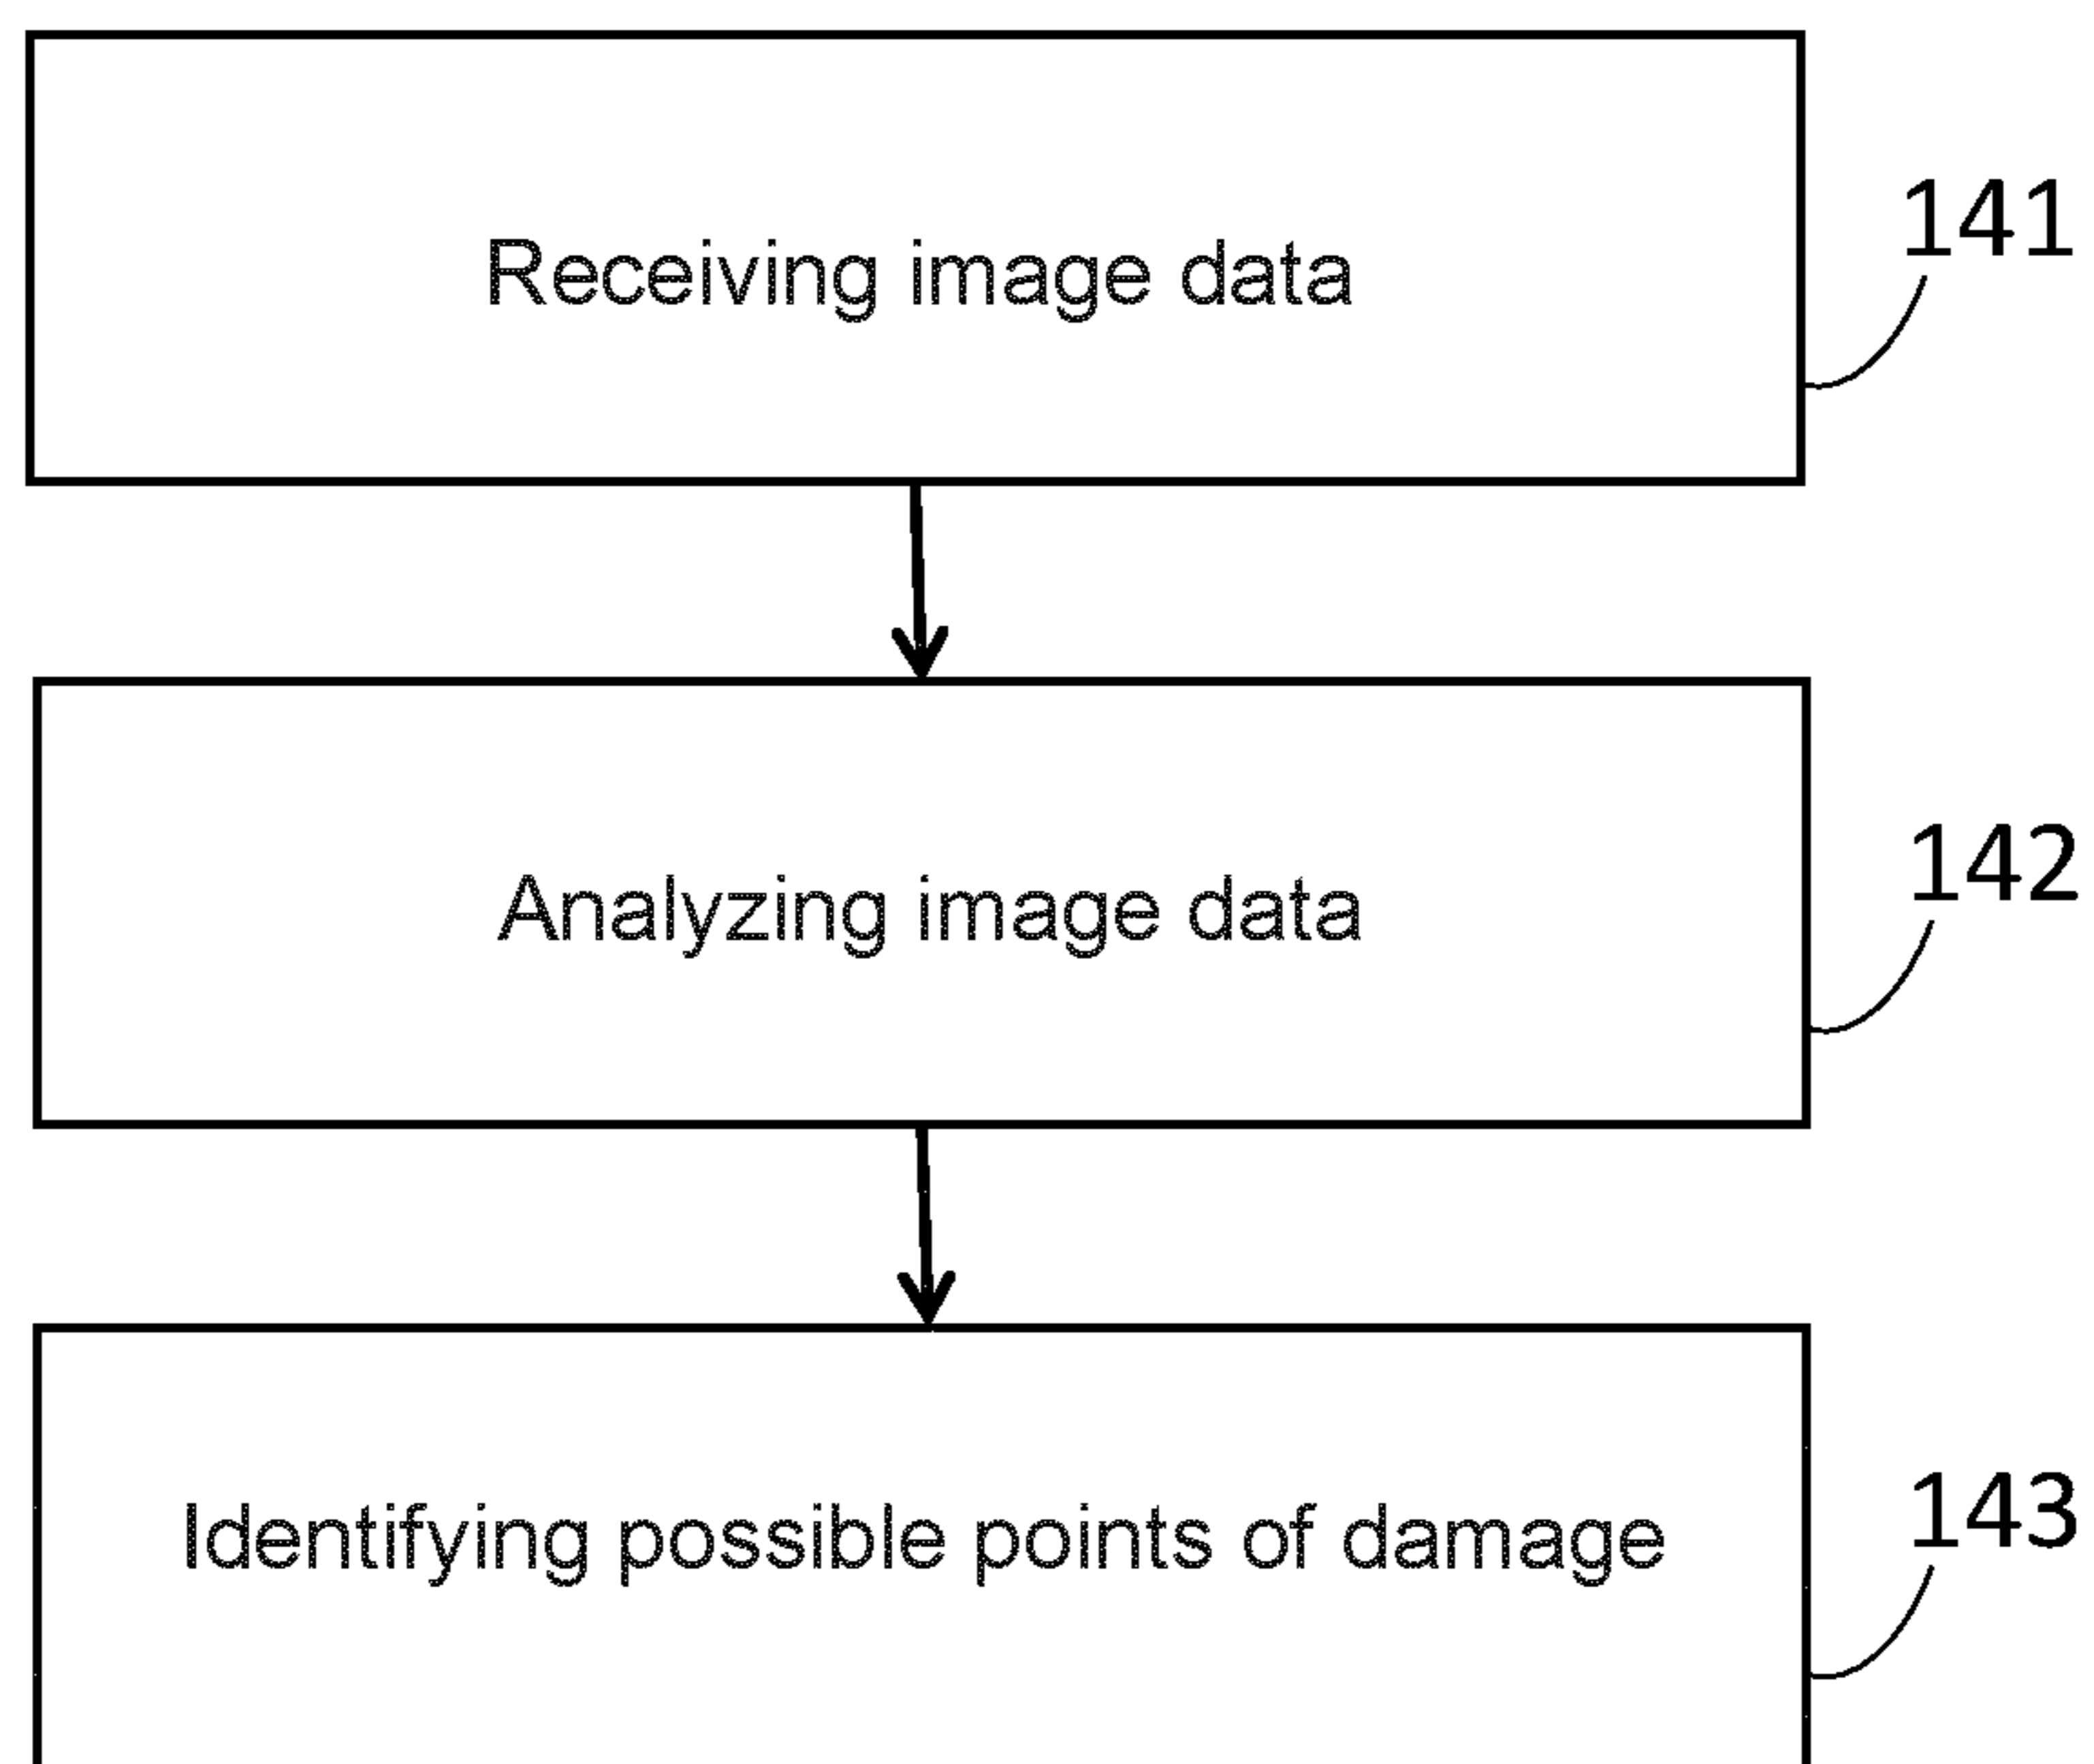 Receiving image data
141
Analyzing image data
142
Identifying possible points of damage
143